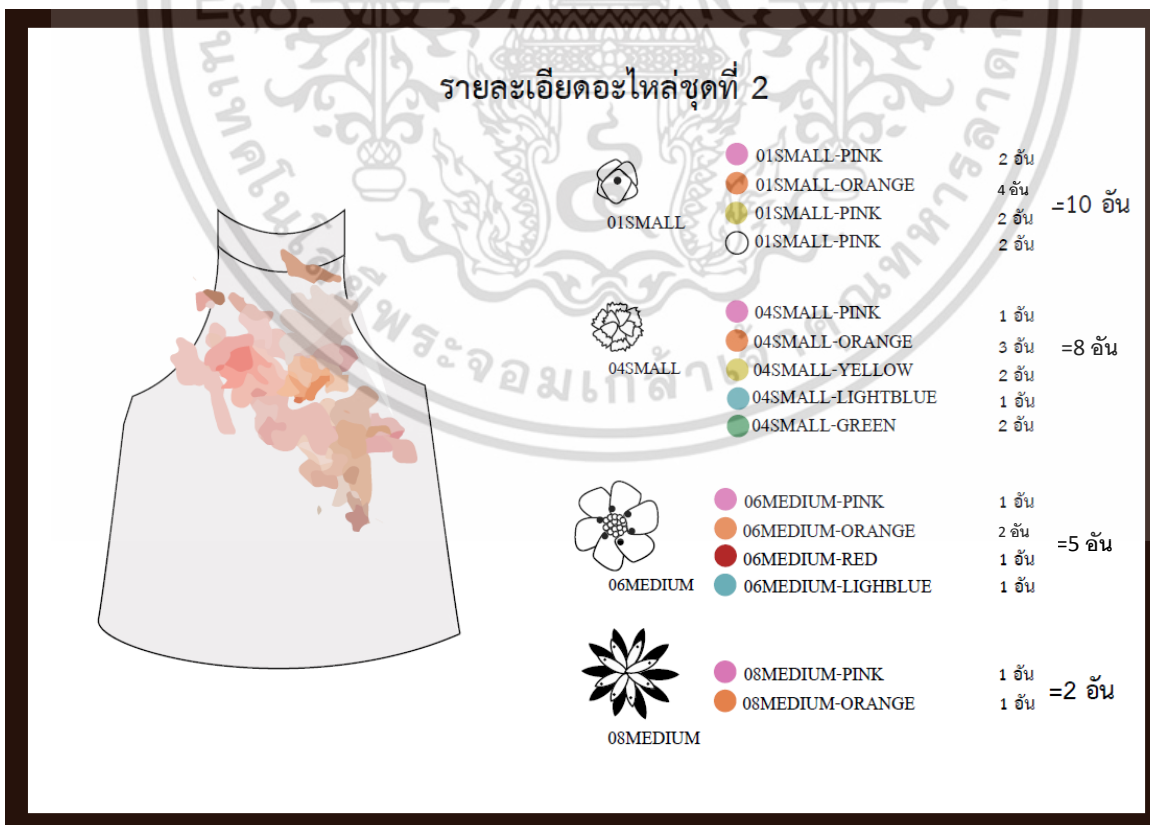 รายละเอียดอะไหล่ชุดที่ 2
01SMALL
01SMALL-PINK 2 อัน
01SMALL-ORANGE 4 อัน
01SMALL-PINK 2 อัน
01SMALL-PINK 2 อัน
=10 อัน
04SMALL
04SMALL-PINK 1 อัน
04SMALL-ORANGE 3 อัน
04SMALL-YELLOW 2 อัน
04SMALL-LIGHTBLUE 1 อัน
04SMALL-GREEN 2 อัน
=8 อัน
06MEDIUM
06MEDIUM-PINK 1 อัน
06MEDIUM-ORANGE 2 อัน
06MEDIUM-RED 1 อัน
06MEDIUM-LIGHBLUE 1 อัน
=5 อัน
08MEDIUM
08MEDIUM-PINK 1 อัน
08MEDIUM-ORANGE 1 อัน
=2 อัน